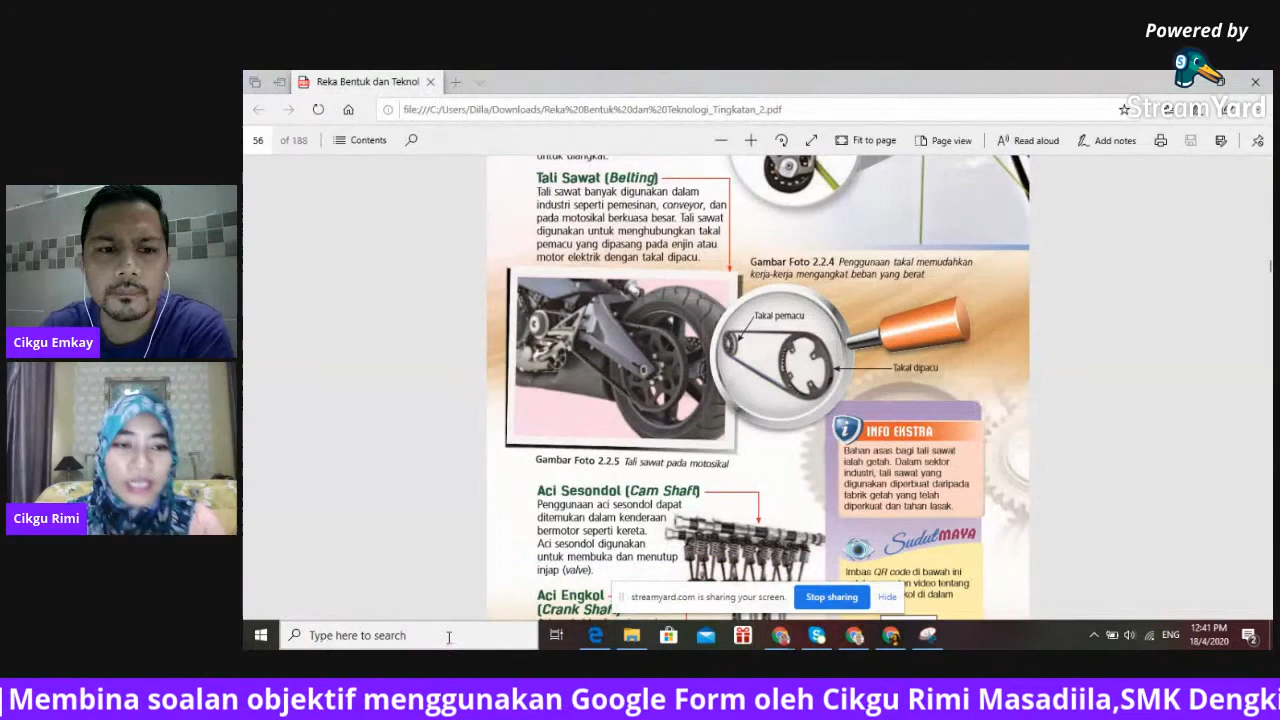 Powered by
StreamYard
Reka Bentuk dan Teknol
file:///C:/Users/Dilla/Downloads/Reka%20Bentuk%20dan%20Teknologi_Tingkatan_2.pdf
56 of 188
Contents
Fit to page
Page view
Read aloud
Add notes
untuk diangkat.
Tali Sawat (Belting)
Tali sawat banyak digunakan dalam
industri seperti pemesinan, conveyor, dan
pada motosikal berkuasa besar. Tali sawat
digunakan untuk menghubungkan takal
pemacu yang dipasang pada enjin atau
motor elektrik dengan takal dipacu.
Gambar Foto 2.2.4 Penggunaan takal memudahkan
kerja-kerja mengangkat beban yang berat
Takal pemacu
Takal dipacu
Gambar Foto 2.2.5 Tali sawat pada motosikal
INFO EKSTRA
Bahan asas bagi tali sawat
ialah getah. Dalam sektor
industri, tali sawat yang
digunakan diperbuat daripada
fabrik getah yang telah
diperkuat dan tahan lasak.
Aci Sesondol (Cam Shaft)
Penggunaan aci sesondol dapat
ditemukan dalam kenderaan
bermotor seperti kereta.
Aci sesondol digunakan
untuk membuka dan menutup
injap (valve).
Aci Engkol
(Crank Shaf
Sudut MAYA
Imbas QR code di bawah ini
video tentang
di dalam
streamyard.com is sharing your screen.
Stop sharing
Hide
Cikgu Emkay
Cikgu Rimi
Type here to search
ENG
12:41 PM
18/4/2020
2
Membina soalan objektif menggunakan Google Form oleh Cikgu Rimi Masadiila,SMK Dengki